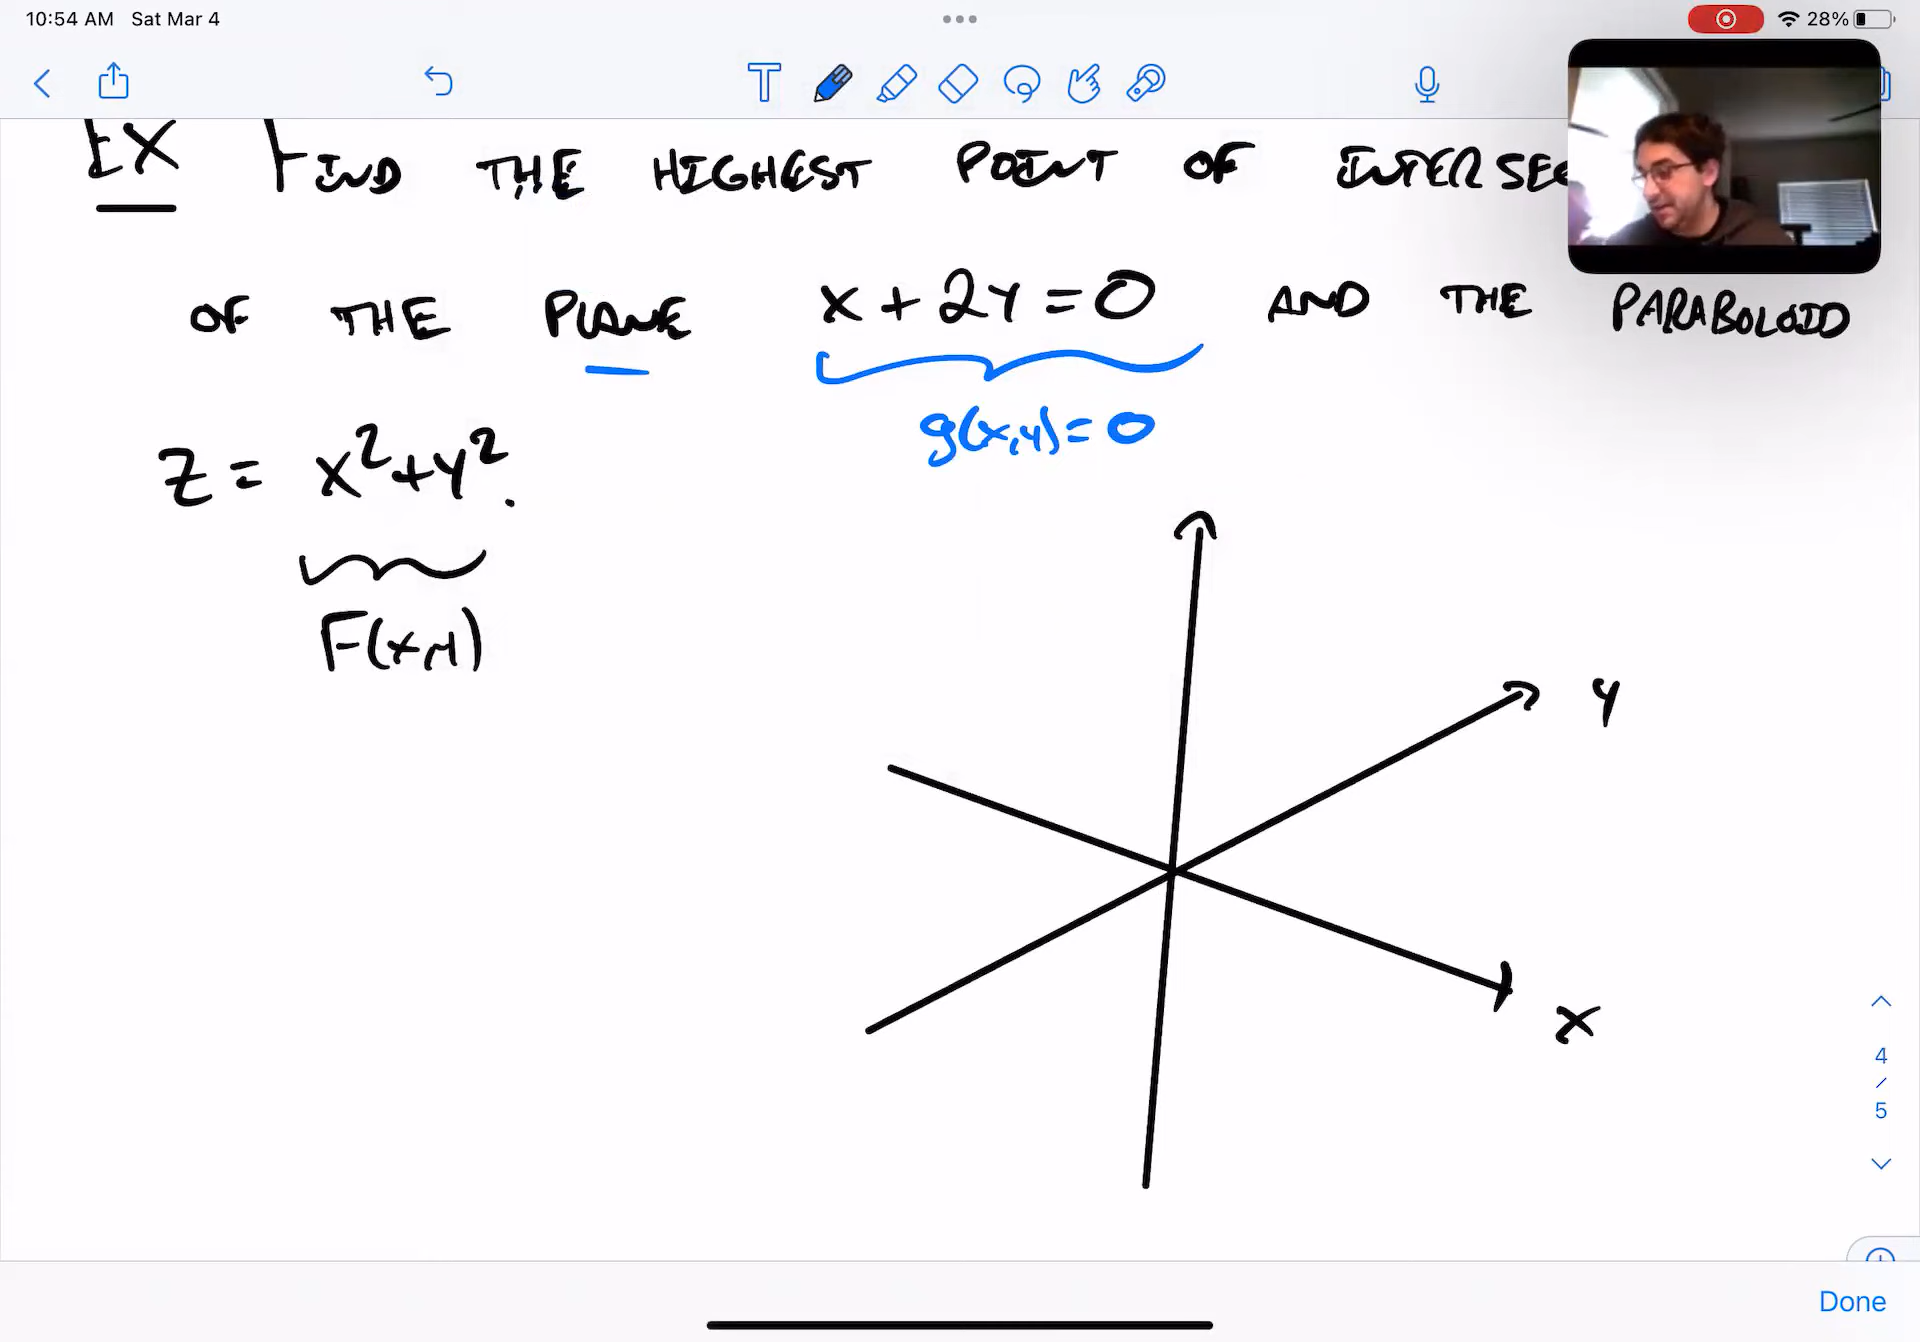 10:54 AM Sat Mar 4
28%
EX FIND THE HIGHEST POINT OF
OF THE PLANE x + 2y = 0 AND THE PARABOLOID
g(x,y) = 0
z = x²+y².
F(x,y)
y
x
4
/
5
Done